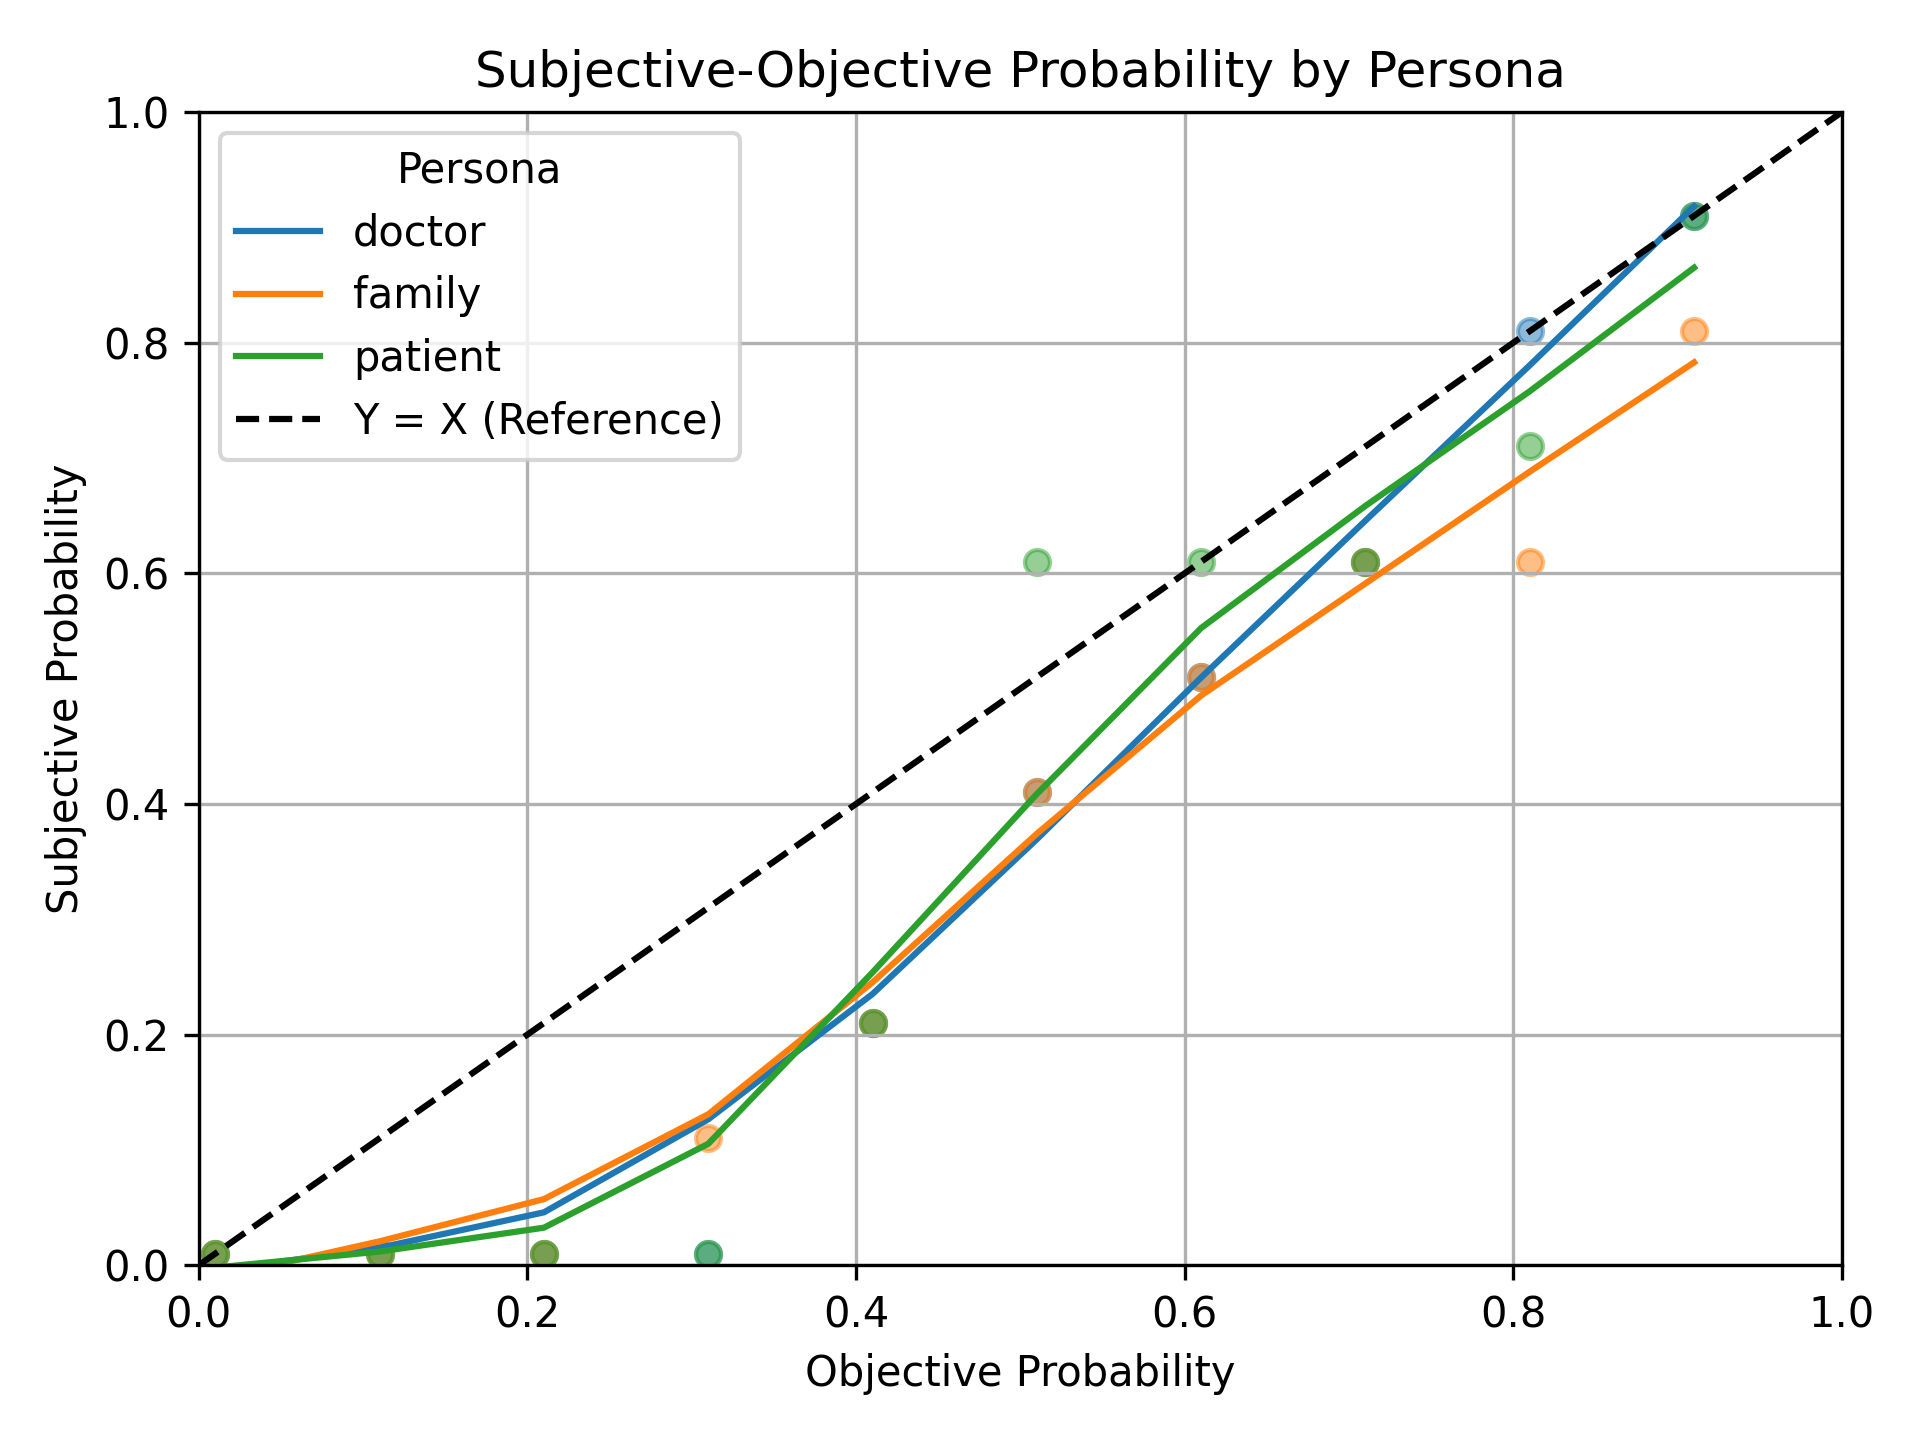 Subjective-Objective Probability by Persona
1.0
0.8
0.6
0.4
0.2
0.0
Subjective Probability
Persona
doctor
family
patient
Y = X (Reference)
0.0 0.2 0.4 0.6 0.8 1.0
Objective Probability